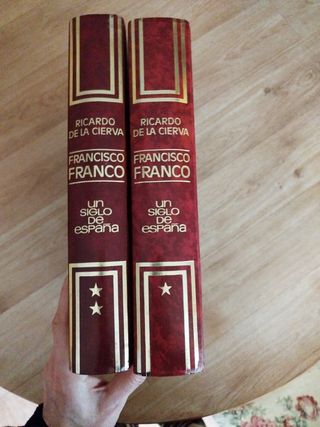 RICARDO
DE LA CIERVA
FRANCISCO
FRANCO
un
SIGLO
DE
ESPAÑA
RICARDO
DE LA CIERVA
FRANCISCO
FRANCO
un
SIGLO
DE
ESPAÑA